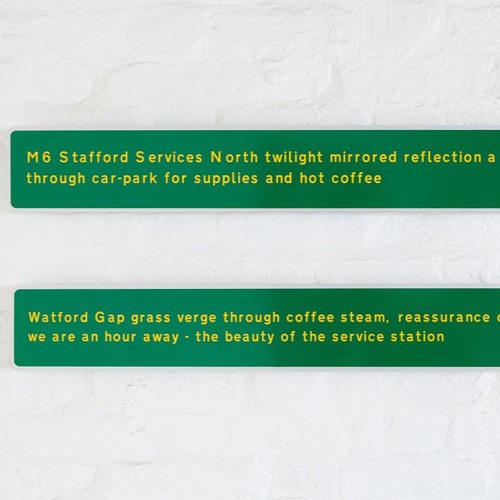 M6 Stafford Services North twilight mirrored reflection a
through car-park for supplies and hot coffee
Watford Gap grass verge through coffee steam, reassurance
we are an hour away - the beauty of the service station